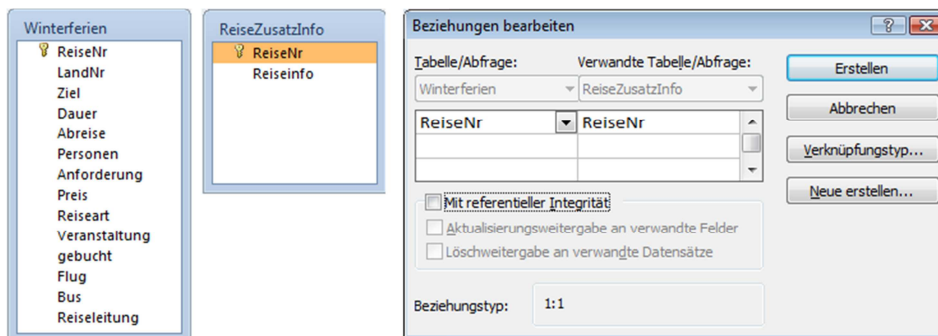 Winterferien
ReiseNr
LandNr
Ziel
Dauer
Abreise
Personen
Anforderung
Preis
Reiseart
Veranstaltung
gebucht
Flug
Bus
Reiseleitung
ReiseZusatzInfo
ReiseNr
Reiseinfo
Beziehungen bearbeiten
Tabelle/Abfrage: Verwandte Tabelle/Abfrage:
Winterferien ReiseZusatzInfo
ReiseNr ReiseNr
Mit referentieller Integrität
Aktualisierungsweitergabe an verwandte Felder
Löschweitergabe an verwandte Datensätze
Beziehungstyp: 1:1
Erstellen
Abbrechen
Verknüpfungstyp...
Neue erstellen...